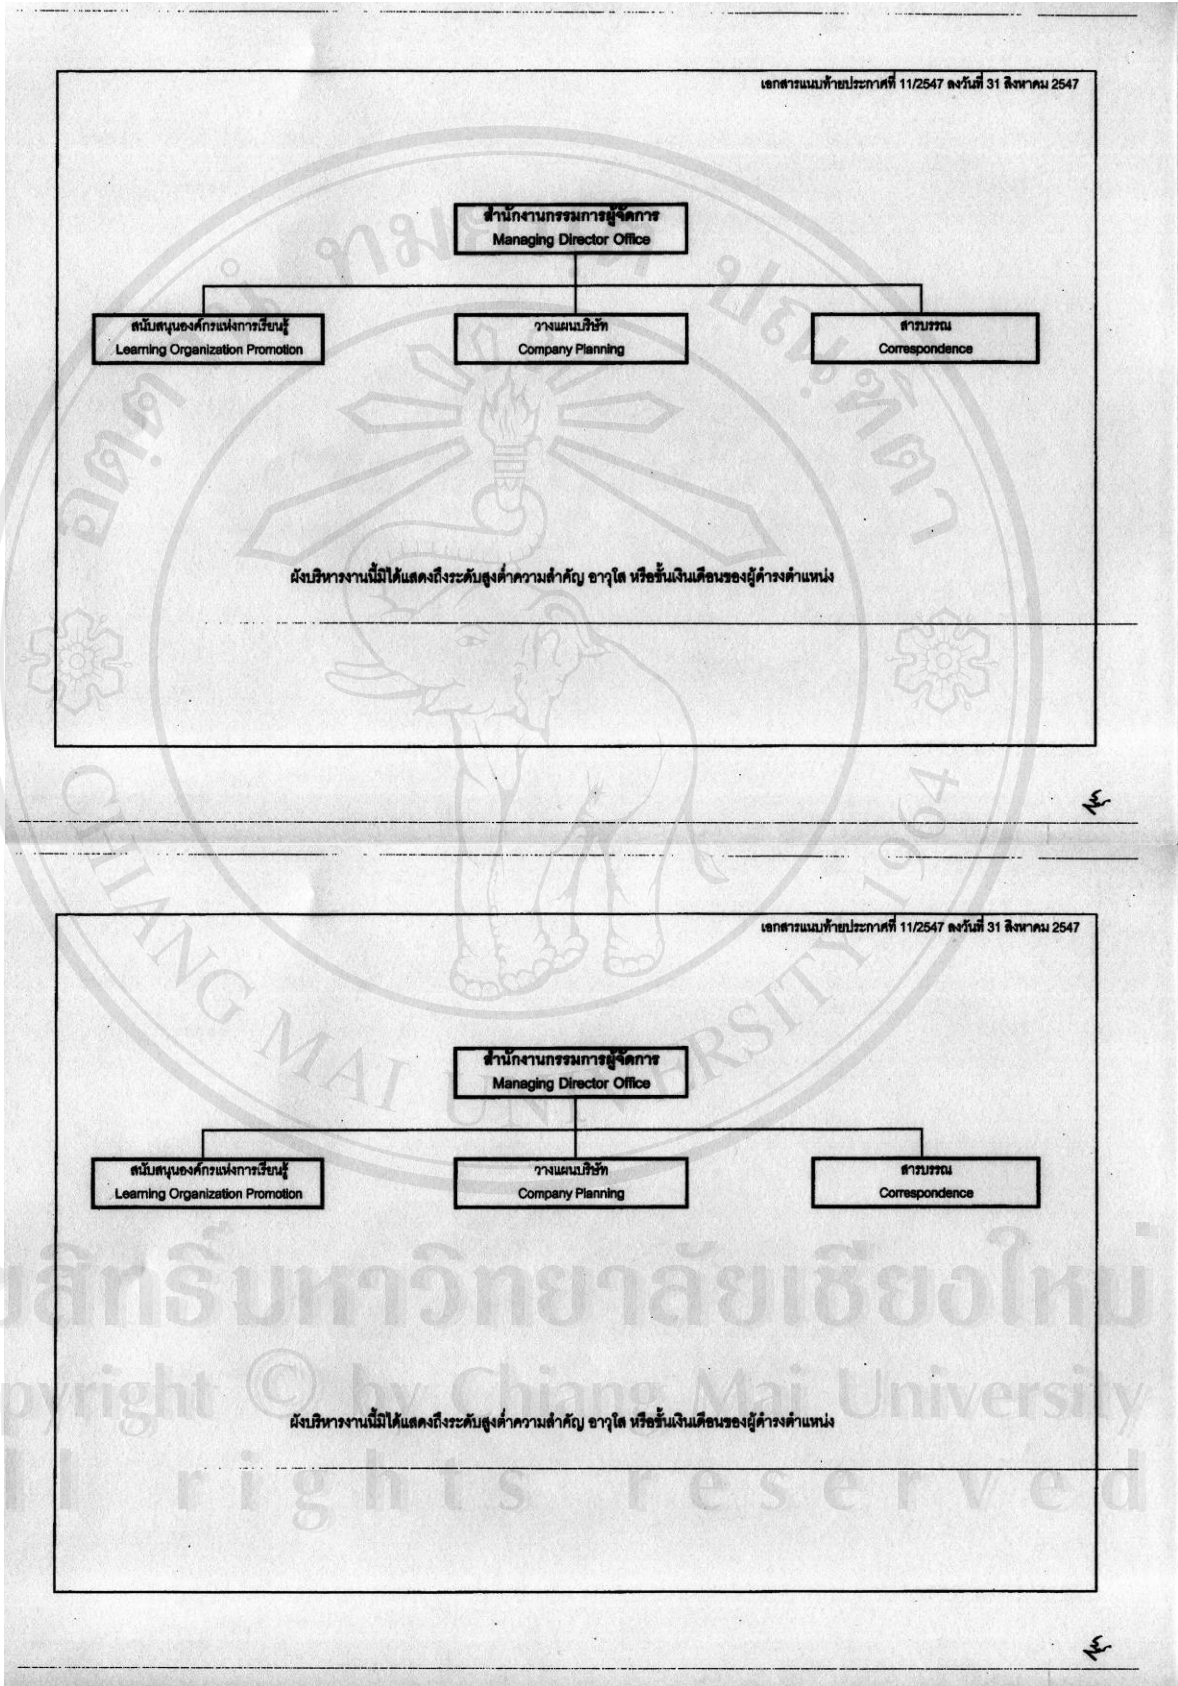 เอกสารแนบท้ายประกาศที่ 11/2547 ลงวันที่ 31 สิงหาคม 2547
สำนักงานกรรมการผู้จัดการ
Managing Director Office
สนับสนุนองค์กรแห่งการเรียนรู้
Learning Organization Promotion
วางแผนบริษัท
Company Planning
สารบรรณ
Correspondence
ผังบริหารงานนี้มิได้แสดงถึงระดับสูงต่ำความสำคัญ อาวุโส หรือชั้นเงินเดือนของผู้ดำรงตำแหน่ง
CHIANG MAI UNIVERSITY 1964
เอกสารแนบท้ายประกาศที่ 11/2547 ลงวันที่ 31 สิงหาคม 2547
สำนักงานกรรมการผู้จัดการ
Managing Director Office
สนับสนุนองค์กรแห่งการเรียนรู้
Learning Organization Promotion
วางแผนบริษัท
Company Planning
สารบรรณ
Correspondence
มหาวิทยาลัยเชียงใหม่
by Chiang Mai University
ผังบริหารงานนี้มิได้แสดงถึงระดับสูงต่ำความสำคัญ อาวุโส หรือชั้นเงินเดือนของผู้ดำรงตำแหน่ง
rights reserved